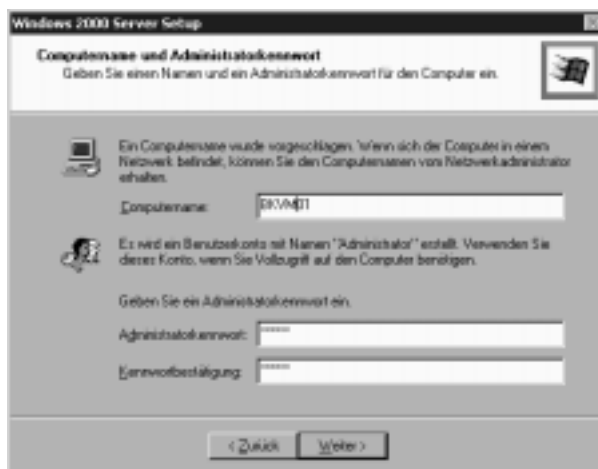 Windows 2000 Server Setup
Computername und Administratorkennwort
Geben Sie einen Namen und ein Administratorkennwort für den Computer ein.
Ein Computername wurde vorgeschlagen. Wenn sich der Computer in einem
Netzwerk befindet, können Sie den Computernamen vom Netzwerkadministrator
erhalten.
Computername: BKVM01
Es wird ein Benutzerkonto mit Namen "Administrator" erstellt. Verwenden Sie
dieses Konto, wenn Sie Vollzugriff auf den Computer benötigen.
Geben Sie ein Administratorkennwort ein.
Administratorkennwort: ******
Kennwortbestätigung: ******
< Zurück Weiter >